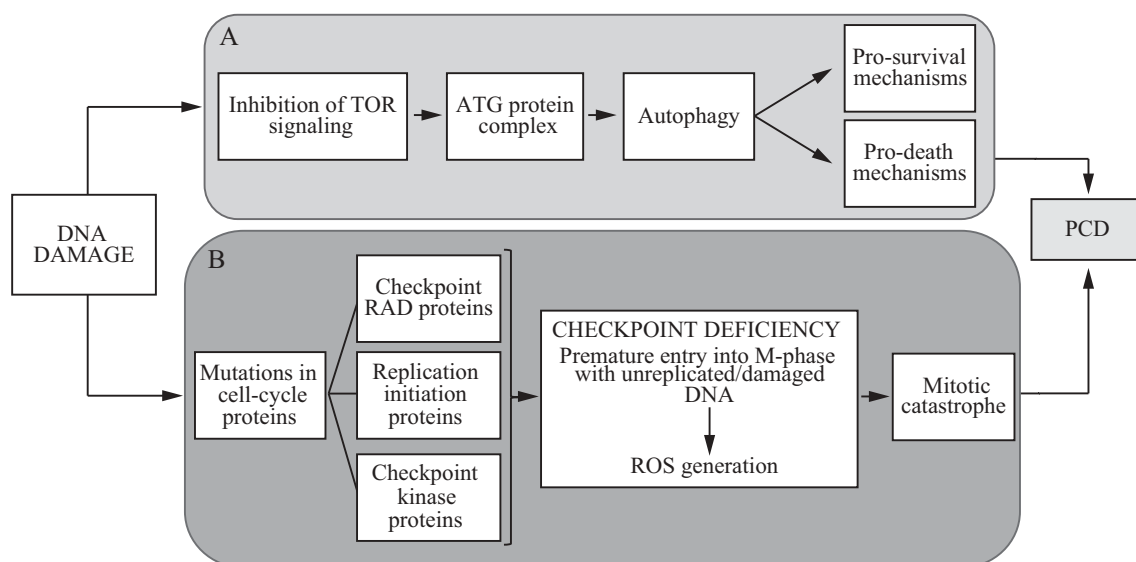 A
Inhibition of TOR
signaling
ATG protein
complex
Autophagy
Pro-survival
mechanisms
Pro-death
mechanisms
DNA
DAMAGE
PCD
B
Mutations in
cell-cycle
proteins
Checkpoint
RAD proteins
Replication
initiation
proteins
Checkpoint
kinase
proteins
CHECKPOINT DEFICIENCY
Premature entry into M-phase
with unreplicated/damaged
DNA
ROS generation
Mitotic
catastrophe